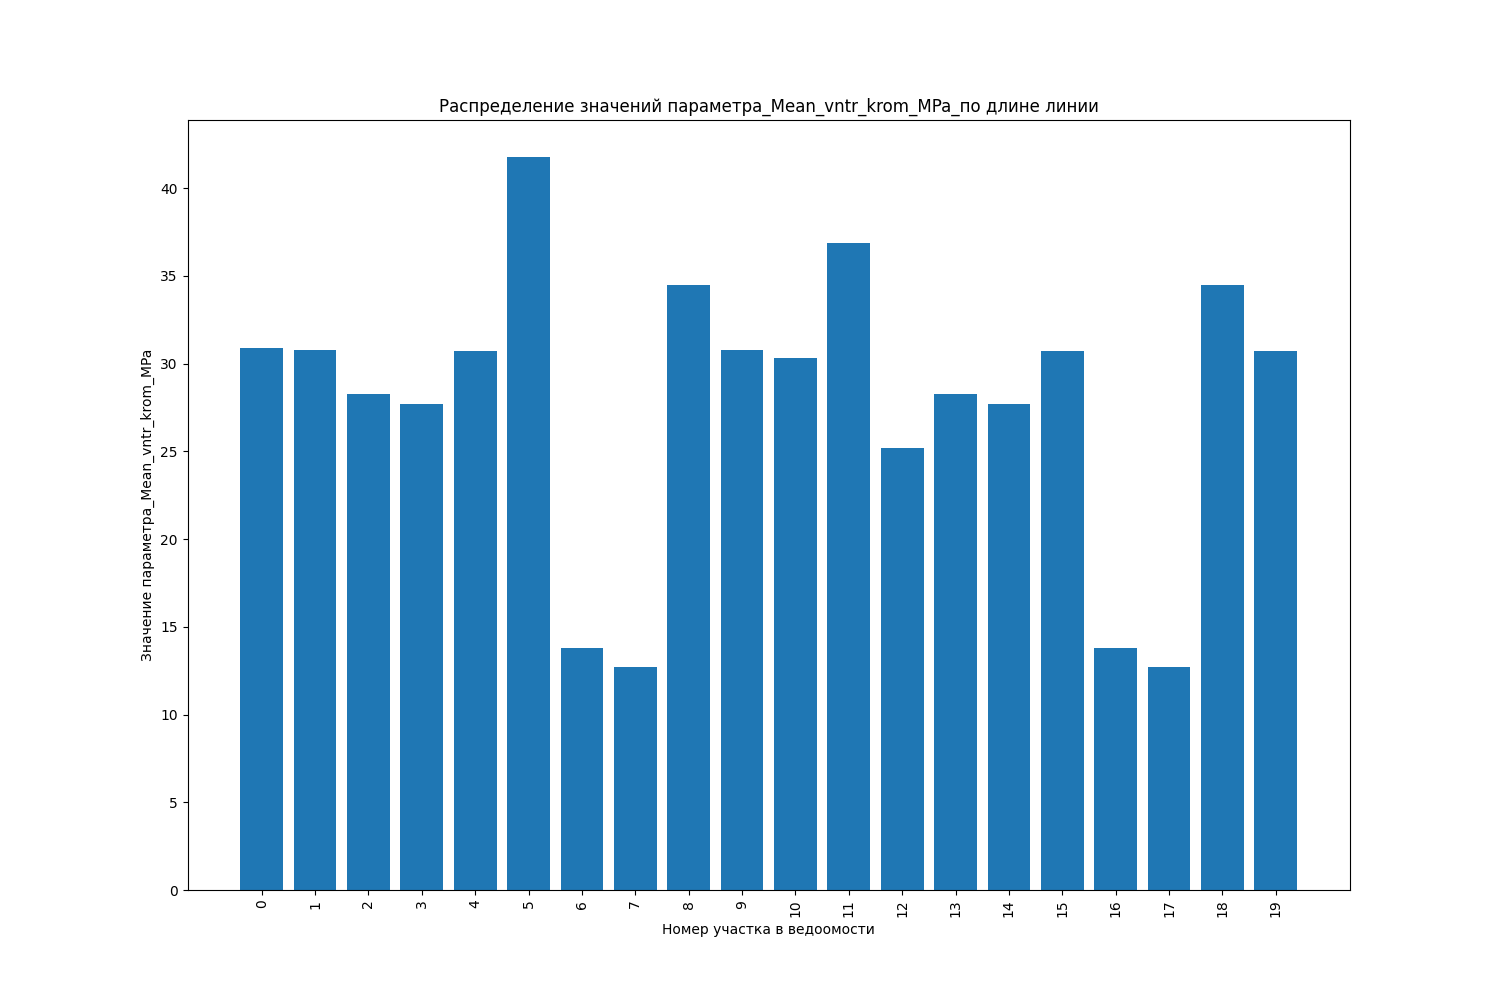 Распределение значений параметра_Mean_vntr_krom_MPa_по длине линии
Значение параметра_Mean_vntr_krom_MPa
40
35
30
25
20
15
10
5
0
0 1 2 3 4 5 6 7 8 9 10 11 12 13 14 15 16 17 18 19
Номер участка в ведоомости